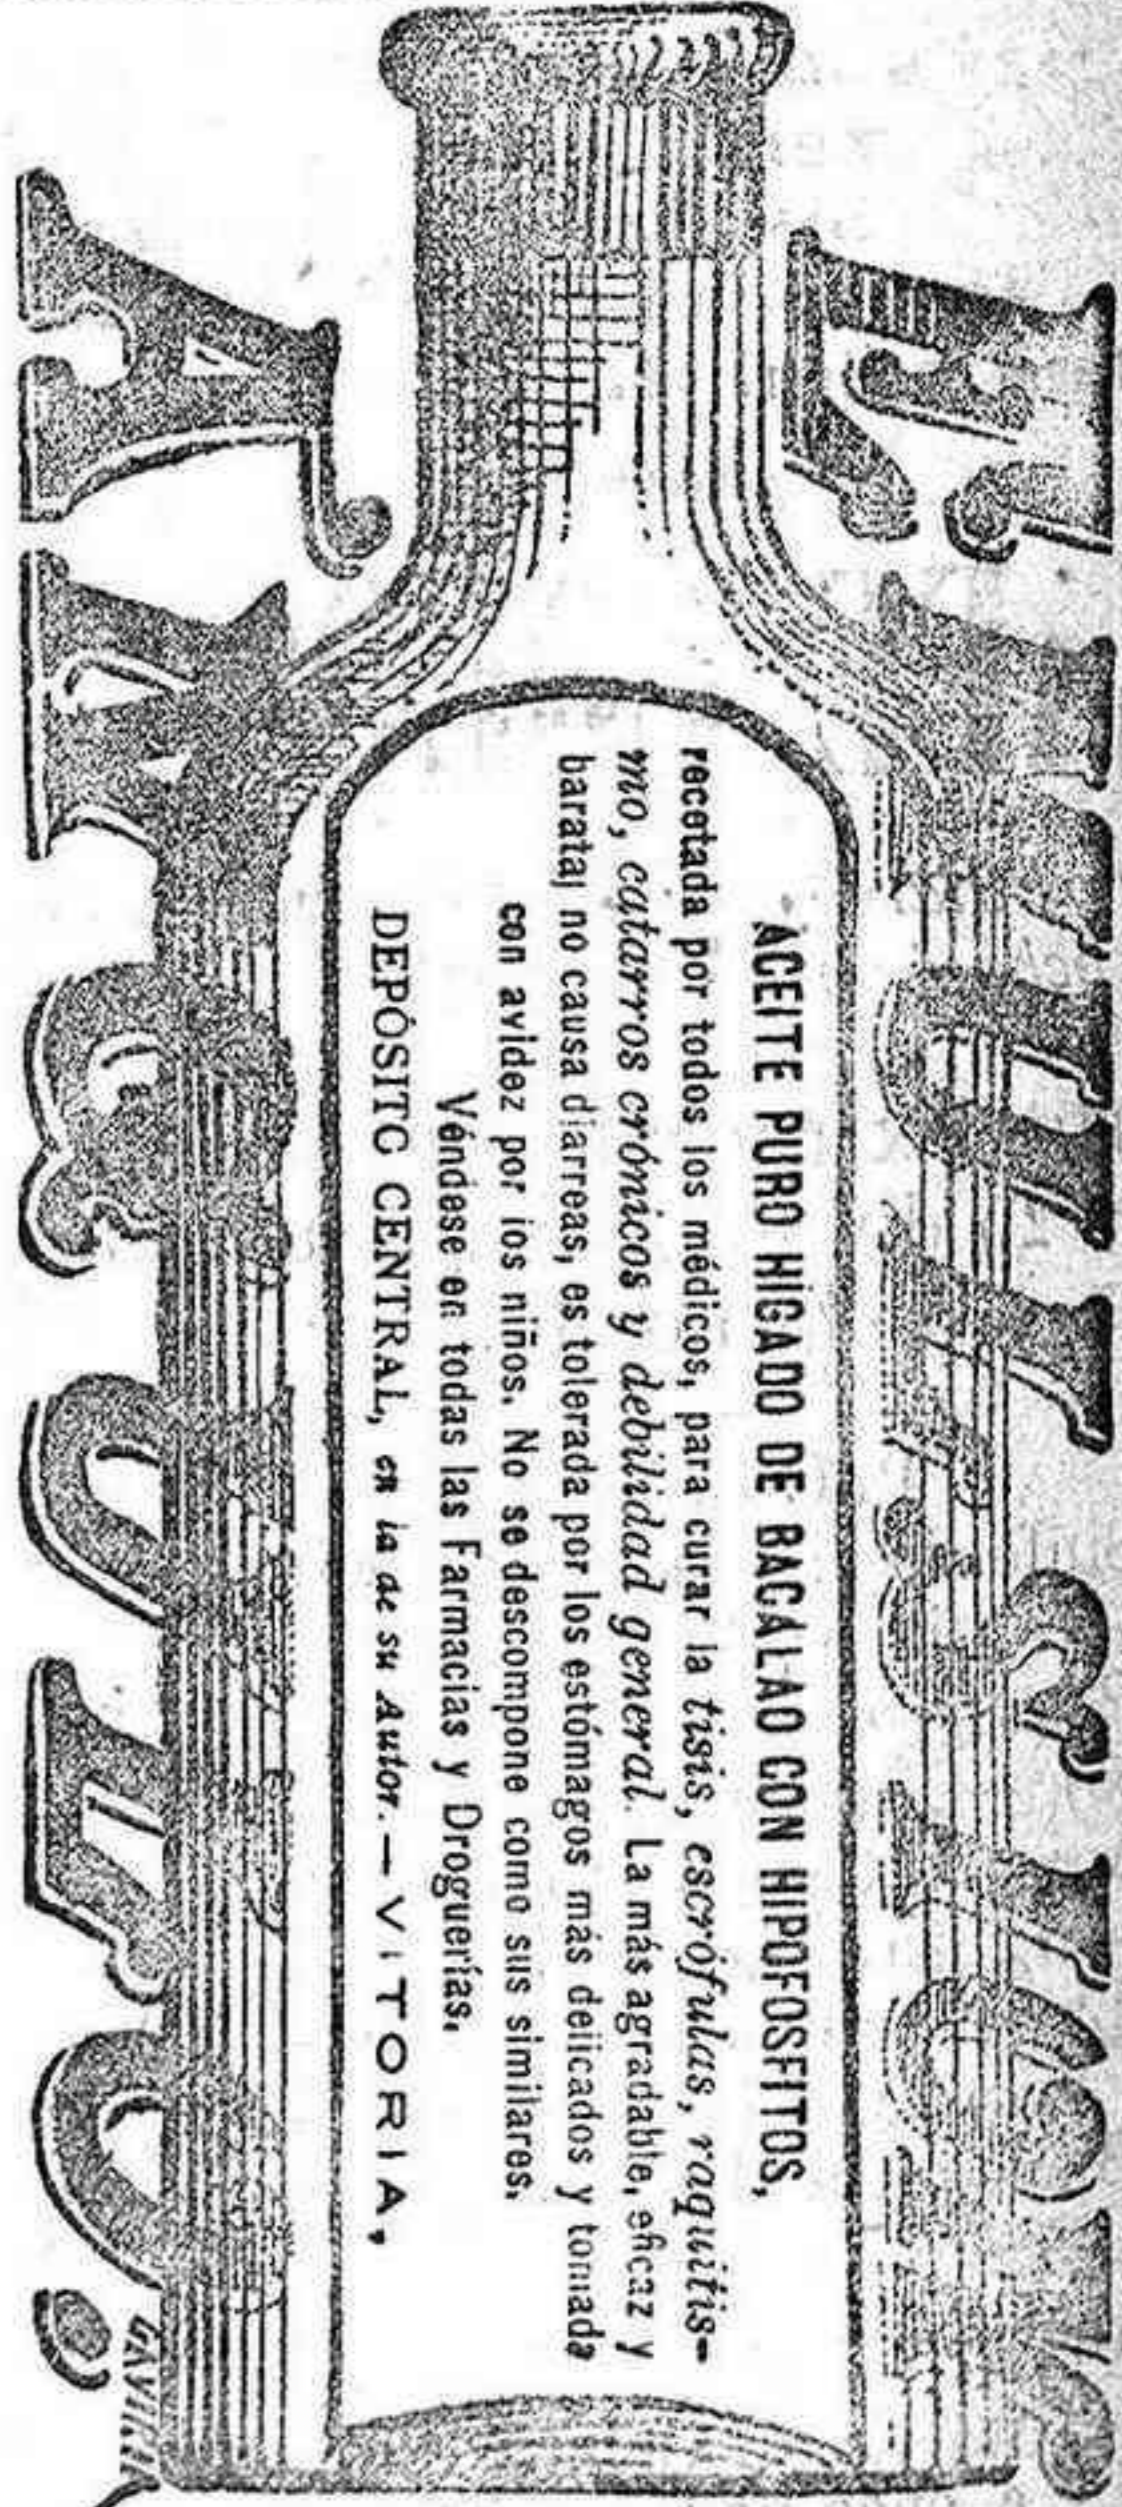 EMULSION
ACEITE PURO HIGADO DE BACALAO CON HIPOFOSFITOS,
recetada por todos los médicos, para curar la tisis, escrófulas, raquitis-
mo, catarros crónicos y debilidad general. La más agradable, eficaz y
barata; no causa diarreas, es tolerada por los estómagos más delicados y tomada
con avidez por los niños. No se descompone como sus similares.
Véndese en todas las Farmacias y Droguerías.
DEPÓSITO CENTRAL, en la de su Autor.—VITORIA,